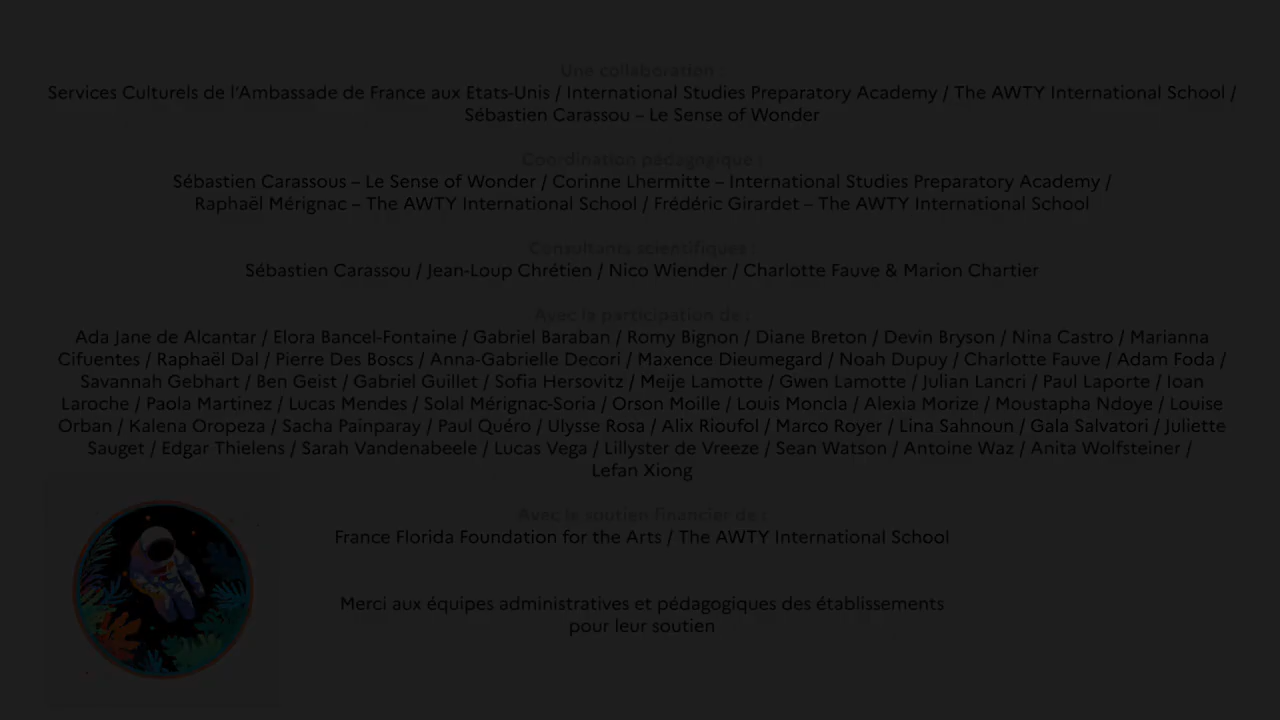 Une collaboration :
Services Culturels de l'Ambassade de France aux Etats-Unis / International Studies Preparatory Academy / The AWTY International School /
Sébastien Carassou – Le Sense of Wonder
Coordination pédagogique :
Sébastien Carassous – Le Sense of Wonder / Corinne Lhermitte – International Studies Preparatory Academy /
Raphaël Mérignac – The AWTY International School / Frédéric Girardet – The AWTY International School
Consultants scientifiques :
Sébastien Carassou / Jean-Loup Chrétien / Nico Wiender / Charlotte Fauve & Marion Chartier
Avec la participation de :
Ada Jane de Alcantar / Elora Bancel-Fontaine / Gabriel Baraban / Romy Bignon / Diane Breton / Devin Bryson / Nina Castro / Marianna
Cifuentes / Raphaël Dal / Pierre Des Boscs / Anna-Gabrielle Decori / Maxence Dieumegard / Noah Dupuy / Charlotte Fauve / Adam Foda /
Savannah Gebhart / Ben Geist / Gabriel Guillet / Sofia Hersovitz / Meije Lamotte / Gwen Lamotte / Julian Lancri / Paul Laporte / Ioan
Laroche / Paola Martinez / Lucas Mendes / Solal Mérignac-Soria / Orson Moille / Louis Moncla / Alexia Morize / Moustapha Ndoye / Louise
Orban / Kalena Oropeza / Sacha Painparay / Paul Quéro / Ulysse Rosa / Alix Rioufol / Marco Royer / Lina Sahnoun / Gala Salvatori / Juliette
Sauget / Edgar Thielens / Sarah Vandenabeele / Lucas Vega / Lillyster de Vreeze / Sean Watson / Antoine Waz / Anita Wolfsteiner /
Lefan Xiong
Avec le soutien financier de :
France Florida Foundation for the Arts / The AWTY International School
Merci aux équipes administratives et pédagogiques des établissements
pour leur soutien